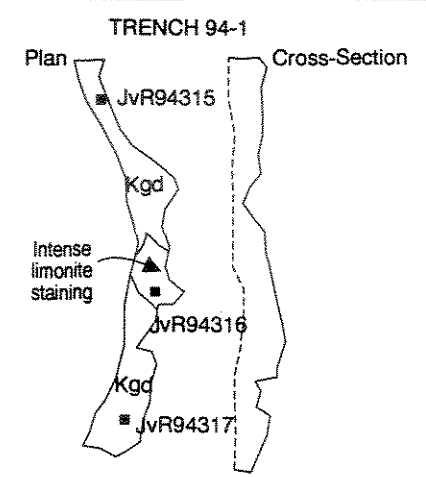 TRENCH 94-1
Plan
Cross-Section
JvR94315
Kgd
Intense
limonite
staining
JvR94316
Kgd
JvR94317